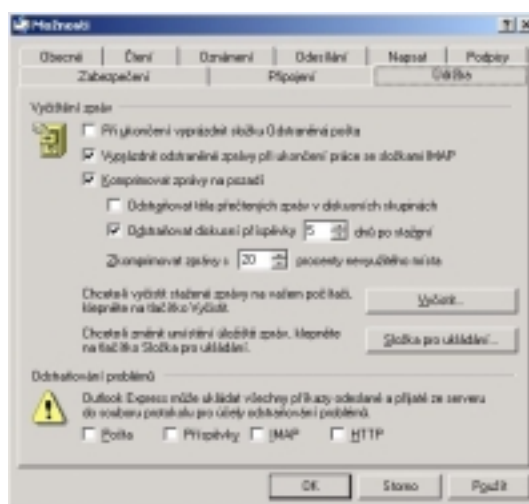 Možnosti
Obecné Čtení Oznámení Odesílání Napsat Podpisy
Zabezpečení Připojení Údržba
Vyčištění zpráv
Při ukončení vyprázdnit složku Odstraněná pošta
Vyprázdnit odstraněné zprávy při ukončení práce se složkami IMAP
Komprimovat zprávy na pozadí
Odstraňovat těla přečtených zpráv v diskusních skupinách
Odstraňovat diskusní příspěvky 5 dnů po stažení
Zkomprimovat zprávy s 20 procenty nevyužitého místa
Chcete-li vyčistit stažené zprávy na vašem počítači,
klepněte na tlačítko Vyčistit.
Vyčistit...
Chcete-li změnit umístění úložiště zpráv, klepněte
na tlačítko Složka pro ukládání.
Složka pro ukládání...
Odstraňování problémů
Outlook Express může ukládat všechny příkazy odeslané a přijaté ze serveru
do souboru protokolu pro účely odstraňování problémů.
Pošta Příspěvky IMAP HTTP
OK Storno Použít